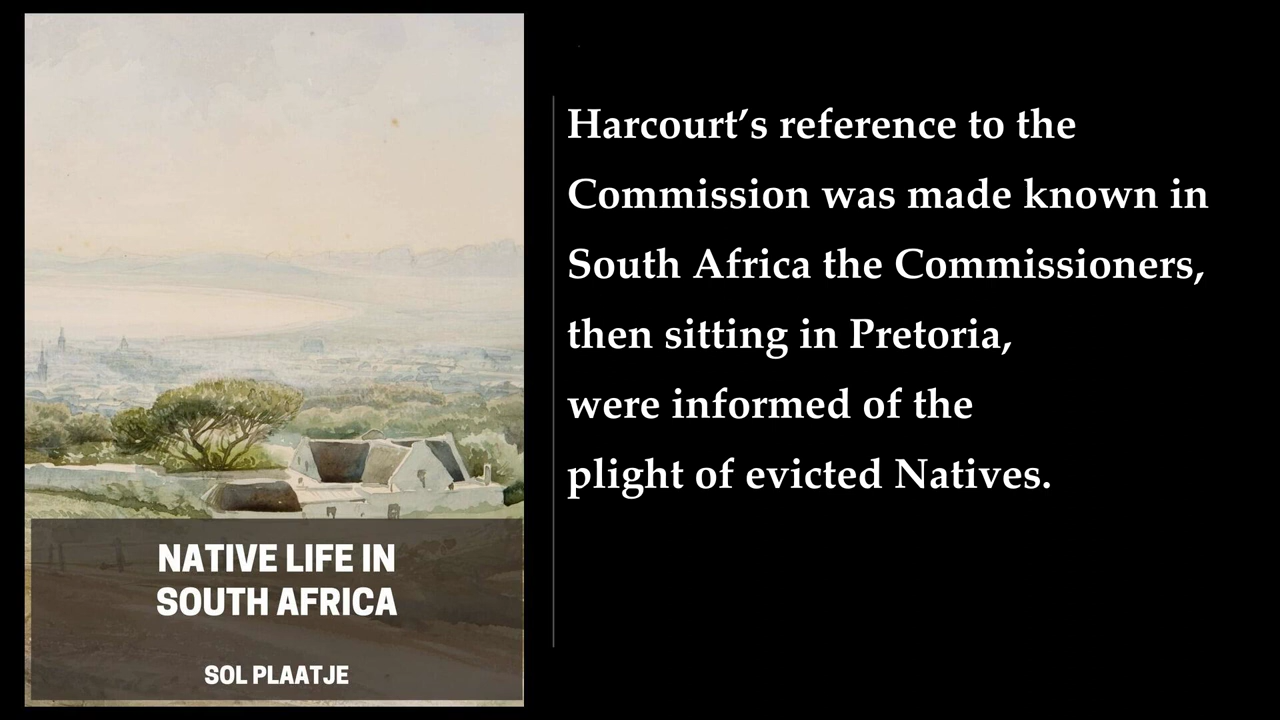 NATIVE LIFE IN
SOUTH AFRICA
SOL PLAATJE
Harcourt’s reference to the
Commission was made known in
South Africa the Commissioners,
then sitting in Pretoria,
were informed of the
plight of evicted Natives.